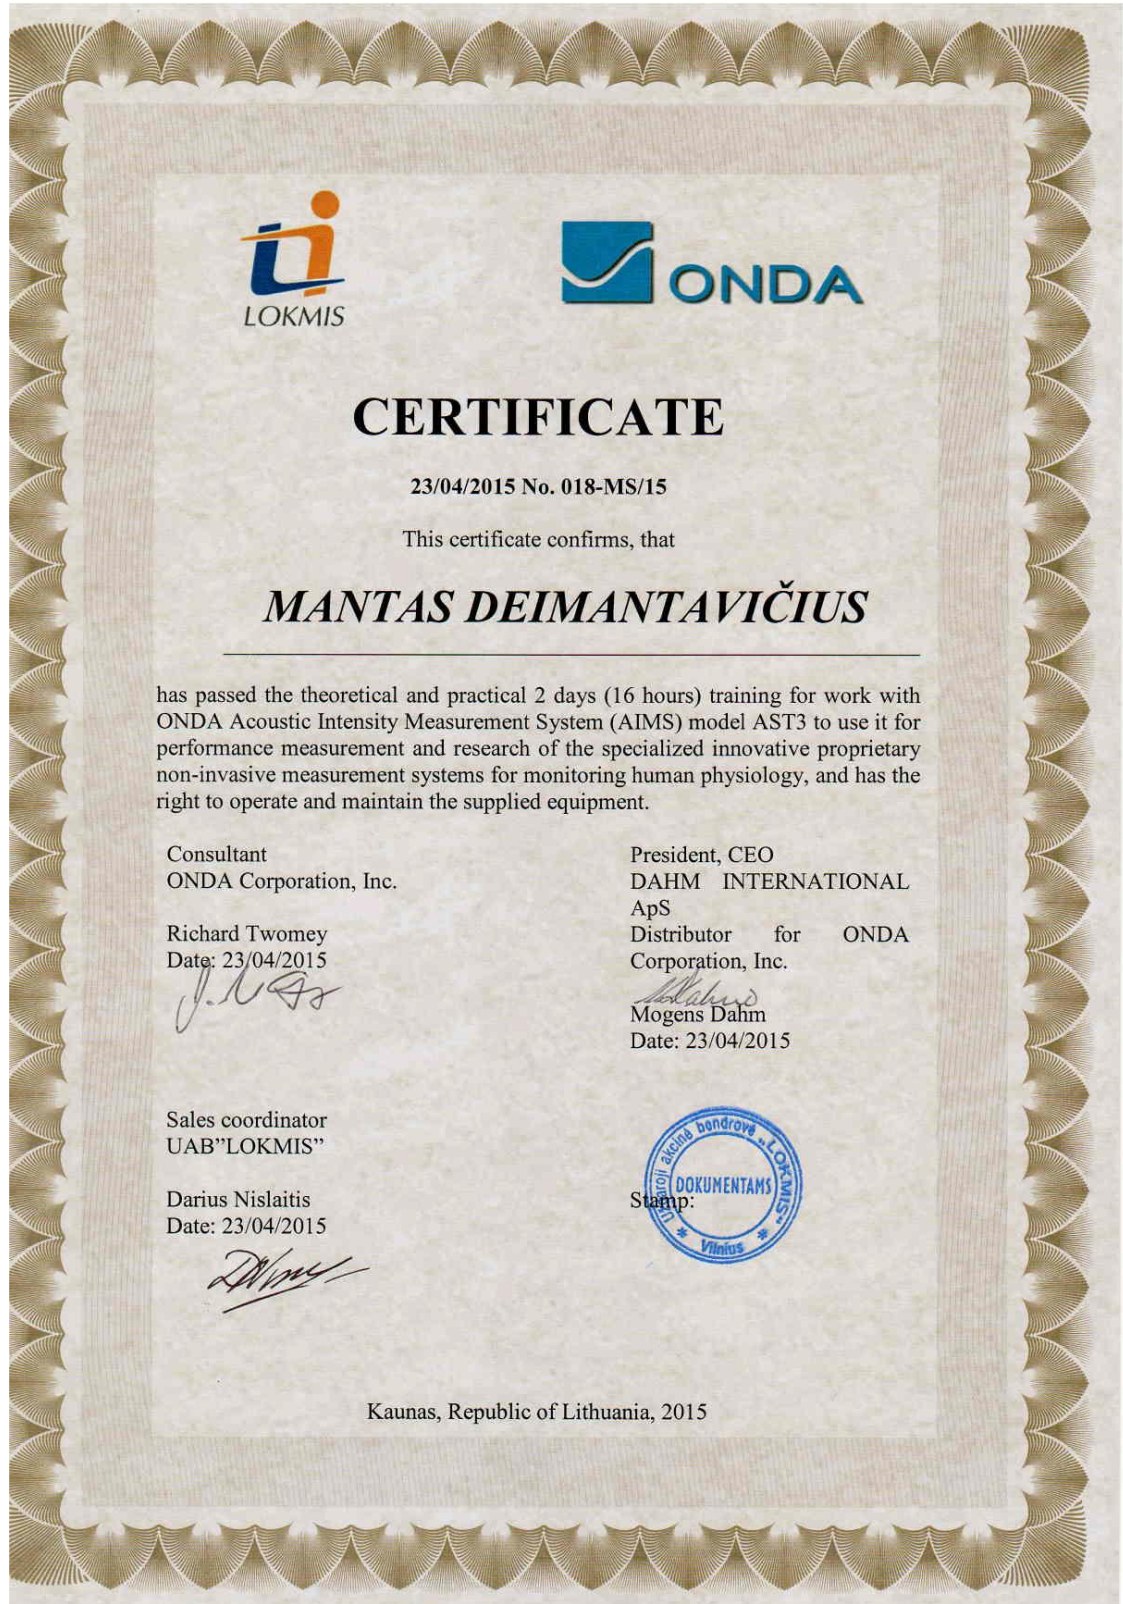 LOKMIS
ONDA
CERTIFICATE
23/04/2015 No. 018-MS/15
This certificate confirms, that
MANTAS DEIMANTAVIČIUS
has passed the theoretical and practical 2 days (16 hours) training for work with
ONDA Acoustic Intensity Measurement System (AIMS) model AST3 to use it for
performance measurement and research of the specialized innovative proprietary
non-invasive measurement systems for monitoring human physiology, and has the
right to operate and maintain the supplied equipment.
Consultant
ONDA Corporation, Inc.
Richard Twomey
Date: 23/04/2015
President, CEO
DAHM INTERNATIONAL
ApS
Distributor for ONDA
Corporation, Inc.
Mogens Dahm
Date: 23/04/2015
Sales coordinator
UAB”LOKMIS”
Darius Nislaitis
Date: 23/04/2015
Stamp:
Uždaroji akcinė bendrovė „LOKMIS“
DOKUMENTAMS
* Vilnius *
Kaunas, Republic of Lithuania, 2015